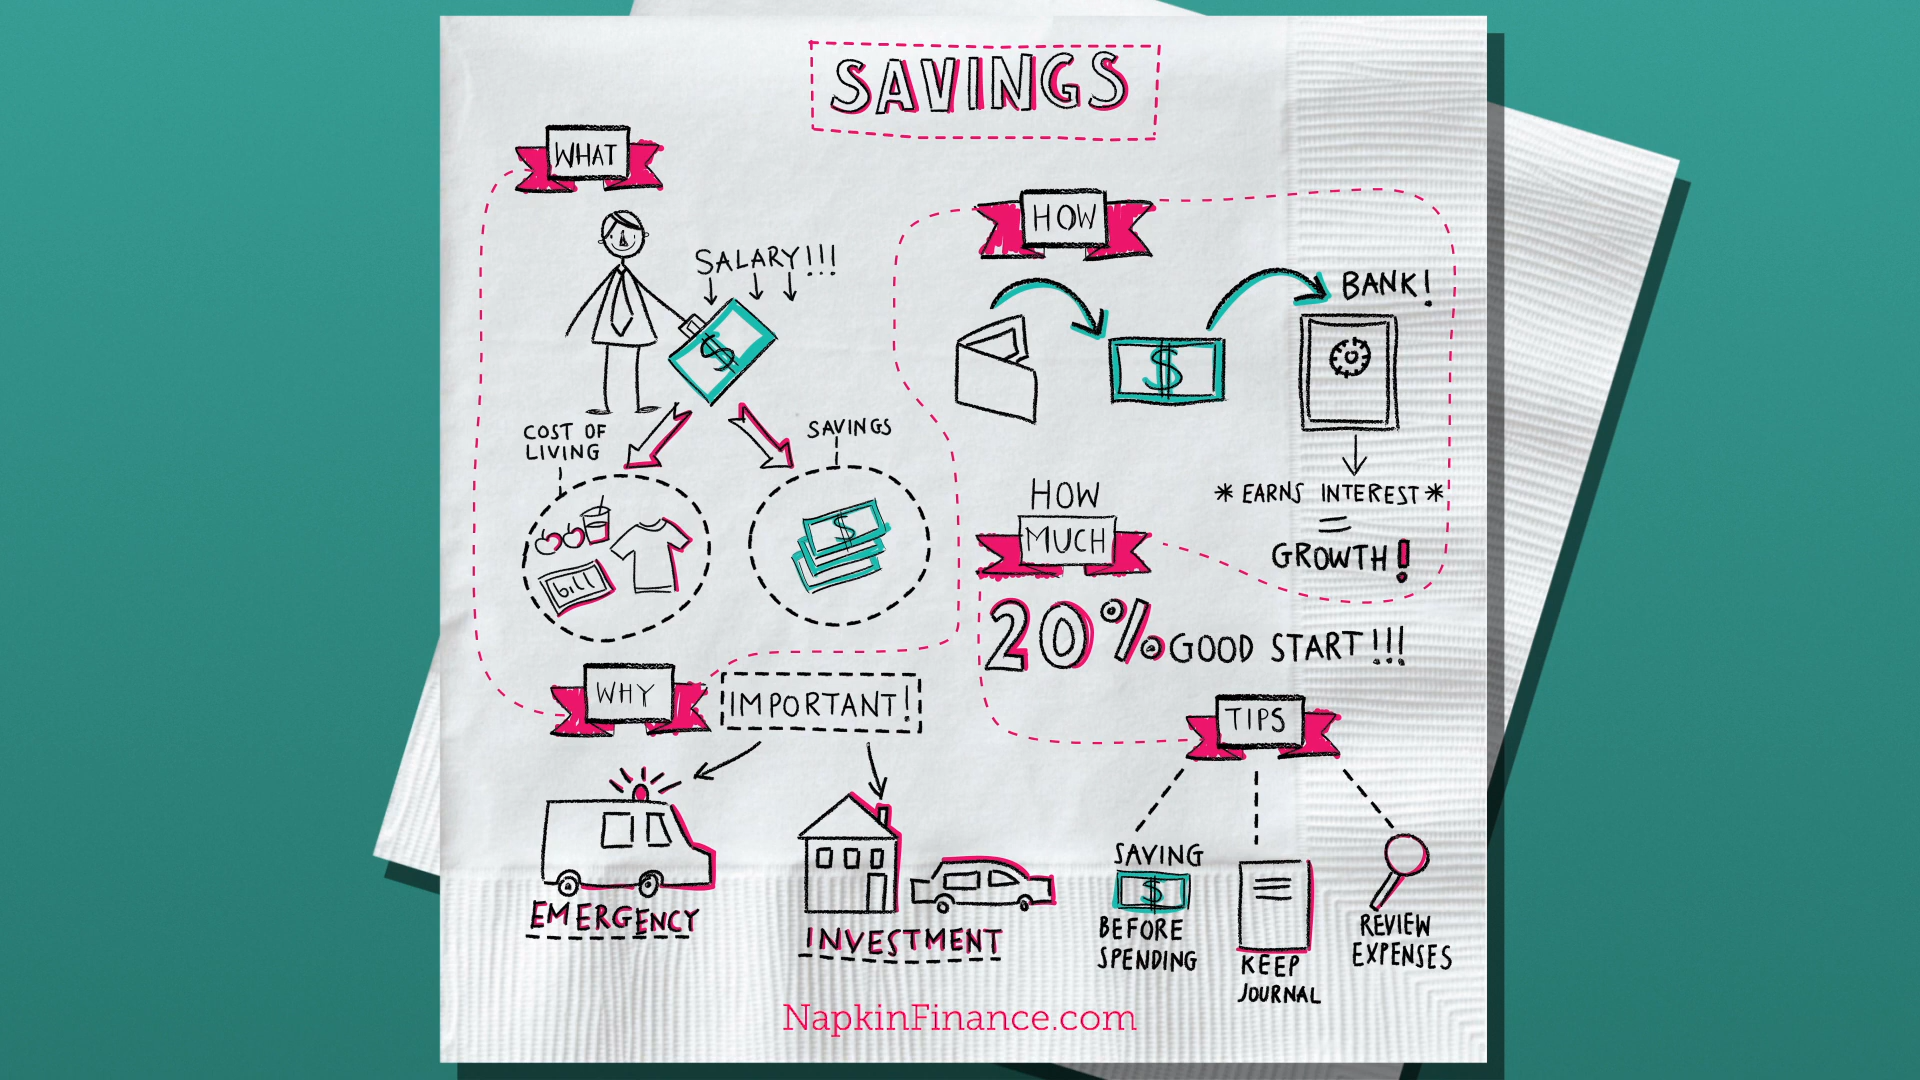 SAVINGS
WHAT
SALARY!!!
$
COST OF
LIVING
bill
SAVINGS
$
HOW
BANK!
$
* EARNS INTEREST *
=
GROWTH!
HOW
MUCH
20% GOOD START!!!
WHY
IMPORTANT!
EMERGENCY
INVESTMENT
TIPS
SAVING
$
BEFORE
SPENDING
KEEP
JOURNAL
REVIEW
EXPENSES
NapkinFinance.com